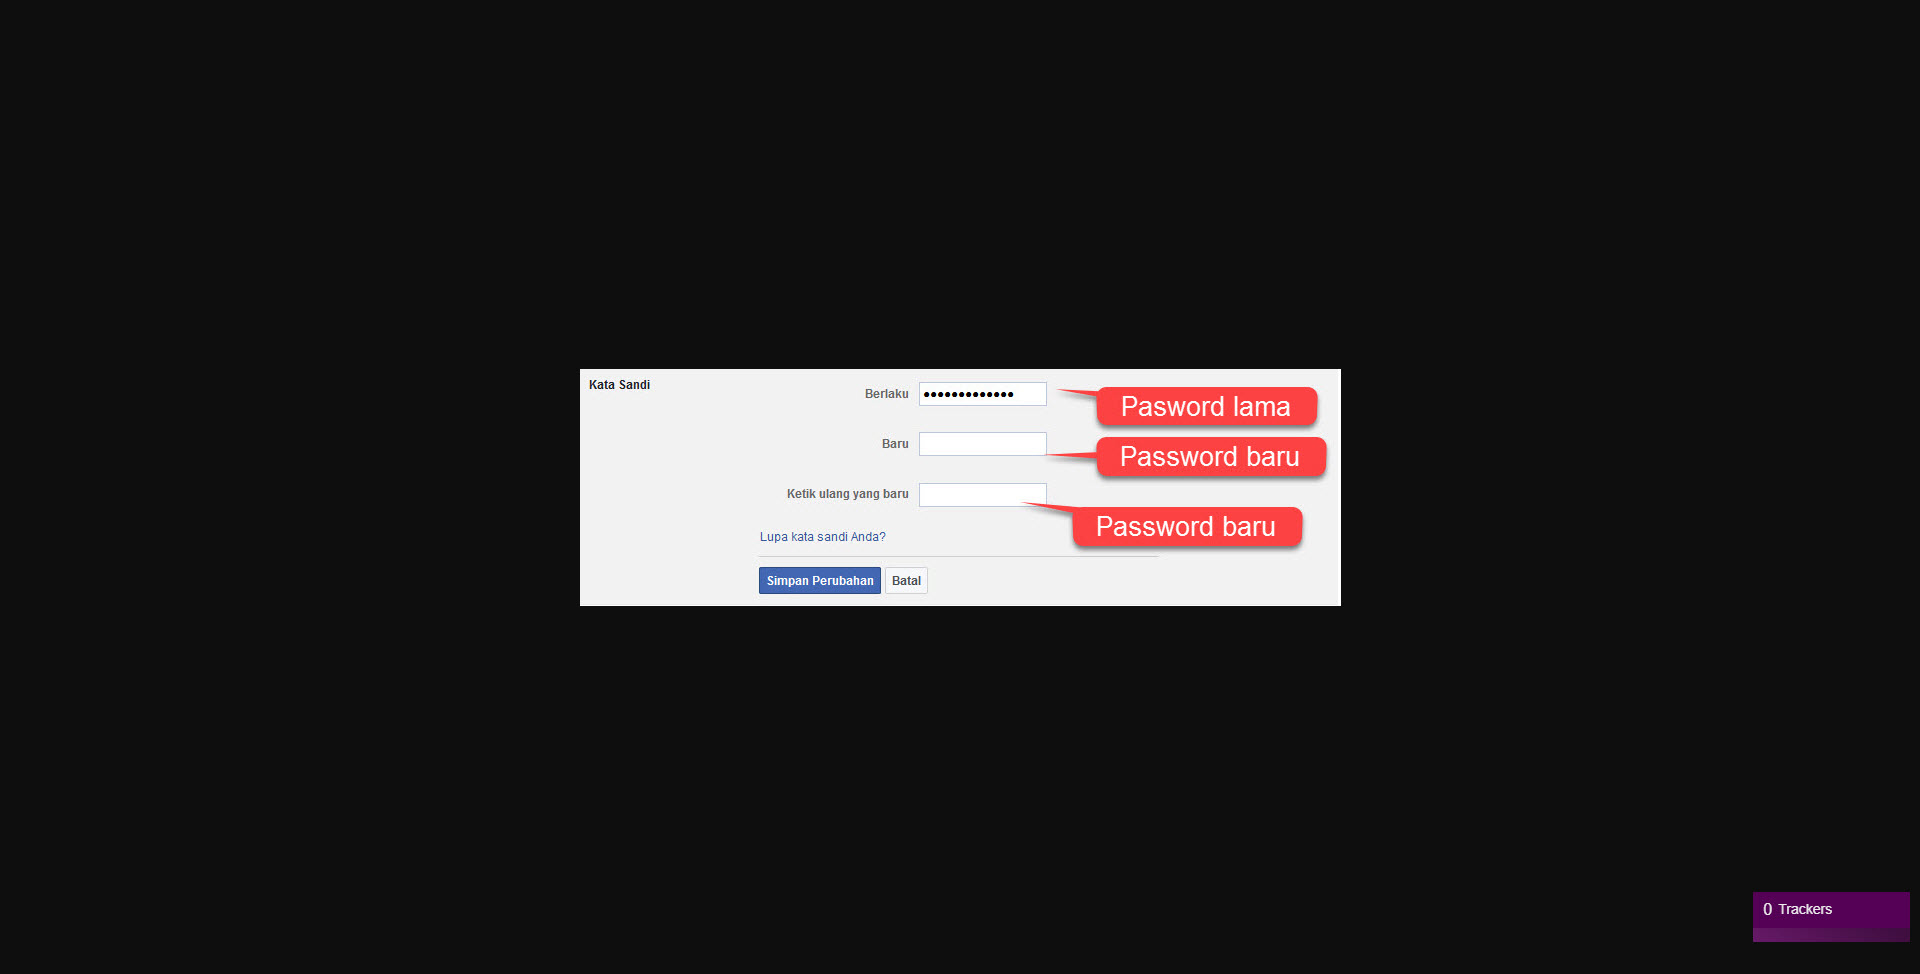 Kata Sandi
Berlaku ●●●●●●●●●●●●● Pasword lama
Baru Password baru
Ketik ulang yang baru Password baru
Lupa kata sandi Anda?
Simpan Perubahan Batal
0 Trackers